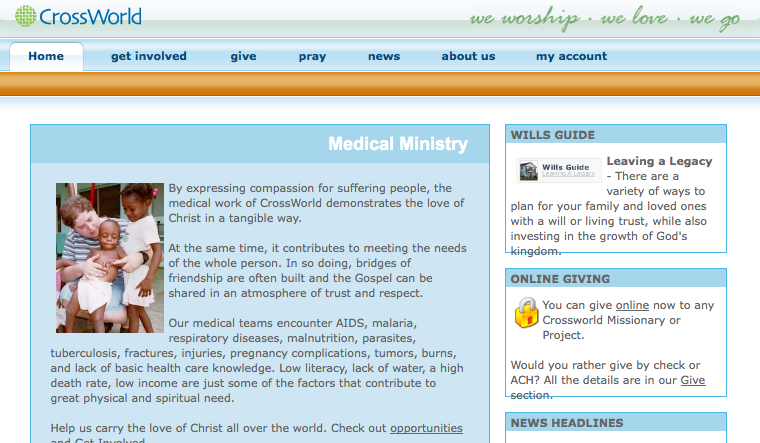 CrossWorld
we worship · we love · we go
Home get involved give pray news about us my account
Medical Ministry
By expressing compassion for suffering people, the
medical work of CrossWorld demonstrates the love of
Christ in a tangible way.
At the same time, it contributes to meeting the needs
of the whole person. In so doing, bridges of
friendship are often built and the Gospel can be
shared in an atmosphere of trust and respect.
Our medical teams encounter AIDS, malaria,
respiratory diseases, malnutrition, parasites,
tuberculosis, fractures, injuries, pregnancy complications, tumors, burns,
and lack of basic health care knowledge. Low literacy, lack of water, a high
death rate, low income are just some of the factors that contribute to
great physical and spiritual need.
Help us carry the love of Christ all over the world. Check out opportunities
and Get Involved
WILLS GUIDE
Wills Guide
Leaving A Legacy
Leaving a Legacy
- There are a
variety of ways to
plan for your family and loved ones
with a will or living trust, while also
investing in the growth of God's
kingdom.
ONLINE GIVING
You can give online now to any
Crossworld Missionary or
Project.
Would you rather give by check or
ACH? All the details are in our Give
section.
NEWS HEADLINES